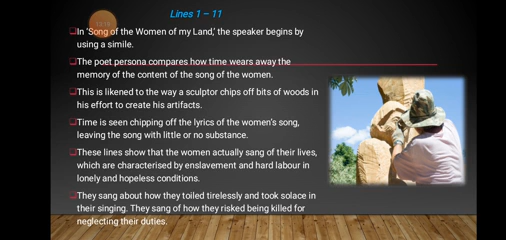 Lines 1 – 11
In ‘Song of the Women of my Land,’ the speaker begins by
using a simile.
The poet persona compares how time wears away the
memory of the content of the song of the women.
This is likened to the way a sculptor chips off bits of woods in
his effort to create his artifacts.
Time is seen chipping off the lyrics of the women’s song,
leaving the song with little or no substance.
These lines show that the women actually sang of their lives,
which are characterised by enslavement and hard labour in
lonely and hopeless conditions.
They sang about how they toiled tirelessly and took solace in
their singing. They sang of how they risked being killed for
neglecting their duties.